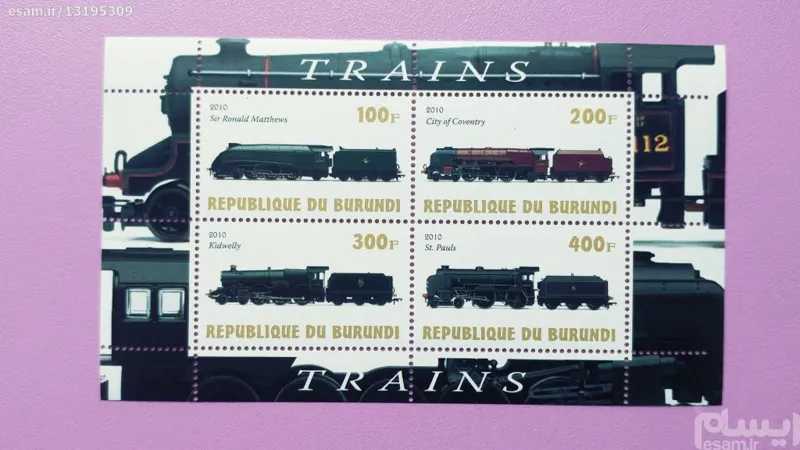 esam.ir/13195309
TRAINS
2010
Sir Ronald Matthews
100F
REPUBLIQUE DU BURUNDI
2010
City of Coventry
200F
REPUBLIQUE DU BURUNDI
112
2010
Kidwelly
300F
REPUBLIQUE DU BURUNDI
2010
St. Pauls
400F
REPUBLIQUE DU BURUNDI
TRAINS
ایسام
esam.ir